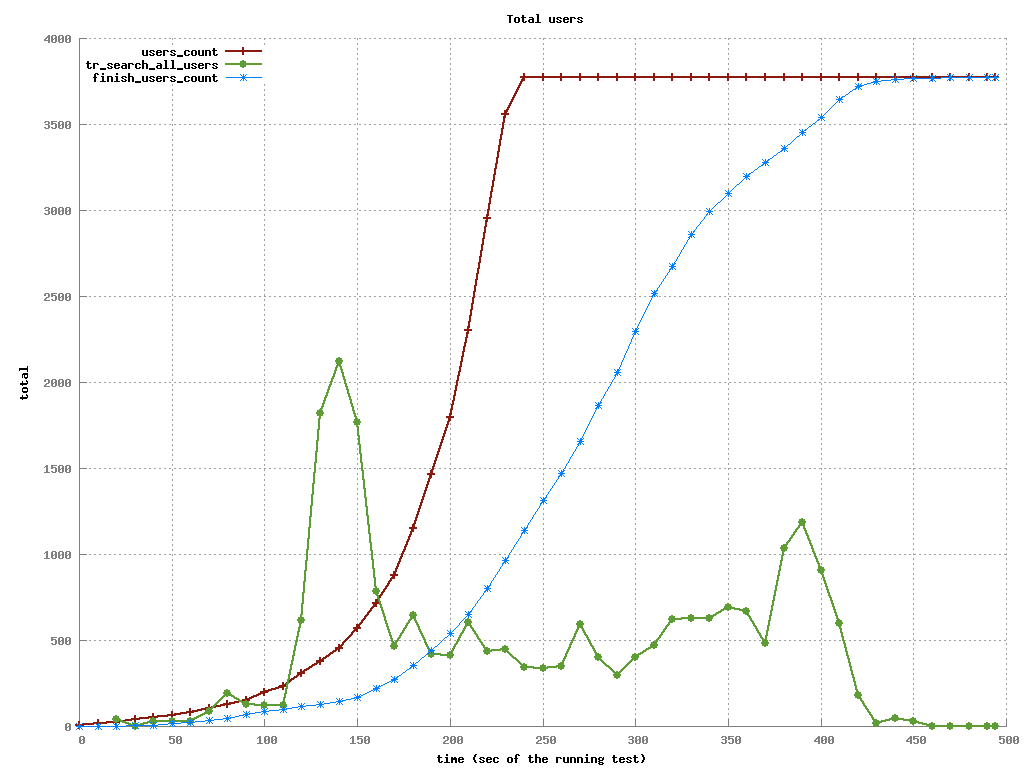 Total users
users_count
tr_search_all_users
finish_users_count
4000
3500
3000
2500
2000
1500
1000
500
0
total
0 50 100 150 200 250 300 350 400 450 500
time (sec of the running test)